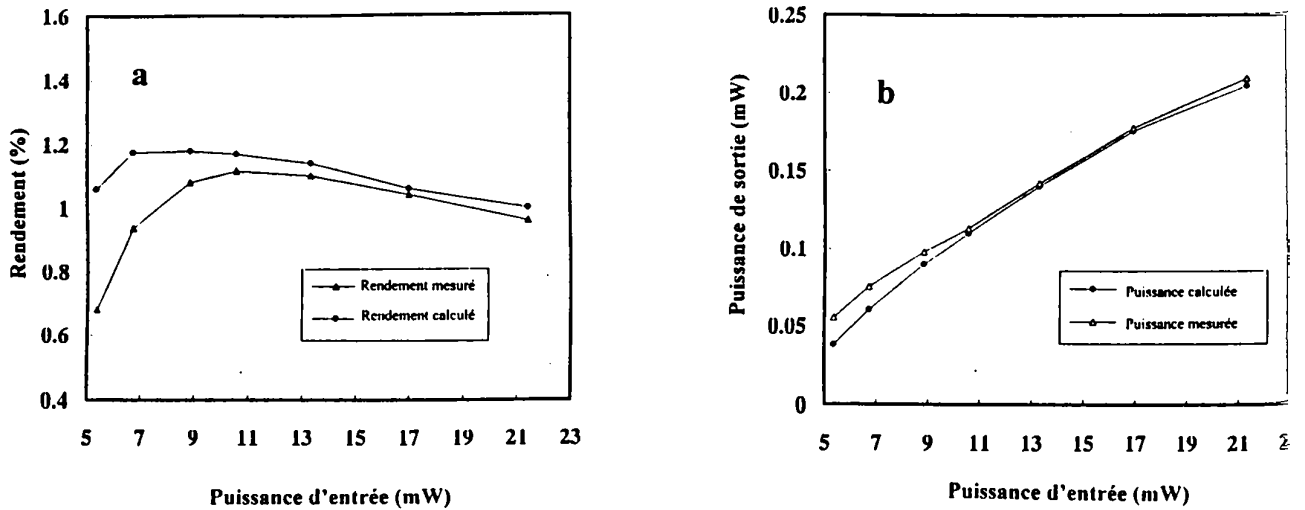 a
Rendement (%)
1.6
1.4
1.2
1
0.8
0.6
0.4
Rendement mesuré
Rendement calculé
5 7 9 11 13 15 17 19 21 23
Puissance d'entrée (mW)
b
Puissance de sortie (mW)
0.25
0.2
0.15
0.1
0.05
0
Puissance calculée
Puissance mesurée
5 7 9 11 13 15 17 19 21
Puissance d'entrée (mW)